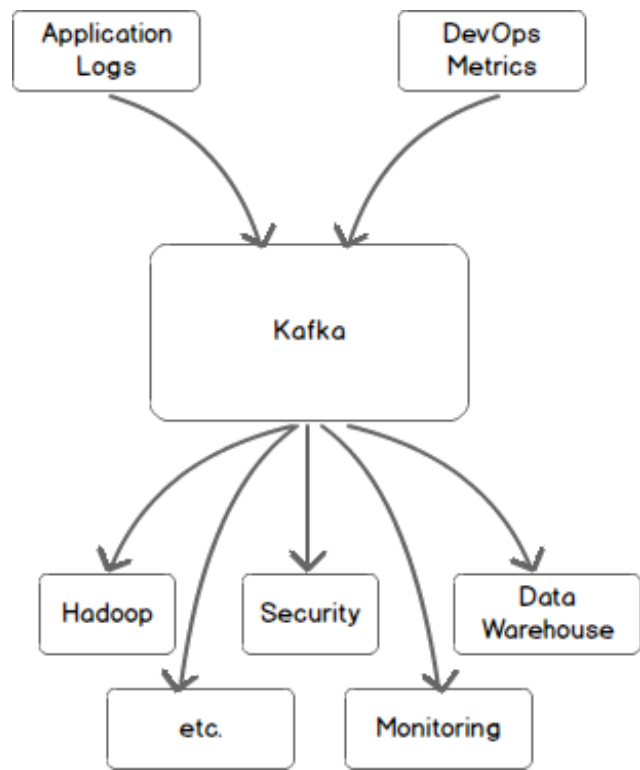 Application
Logs
DevOps
Metrics
Kafka
Hadoop
Security
Data
Warehouse
etc.
Monitoring